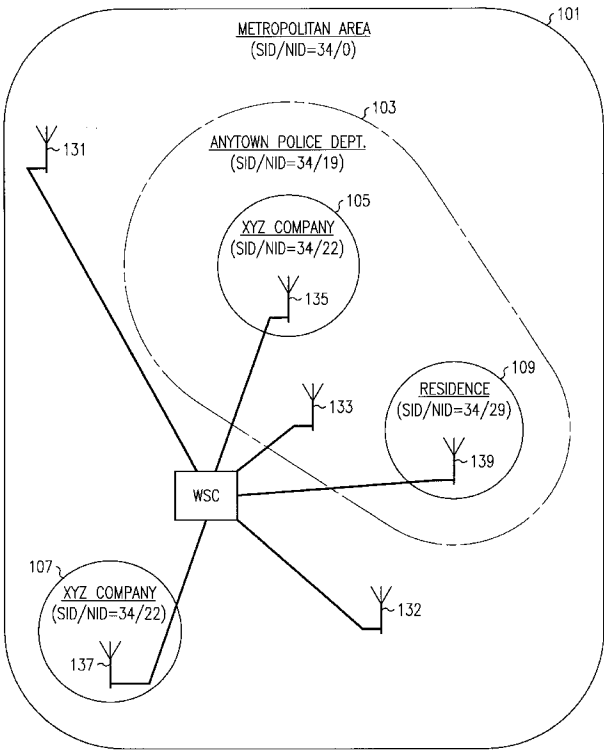 101
METROPOLITAN AREA
(SID/NID=34/0)
103
131
ANYTOWN POLICE DEPT.
(SID/NID=34/19)
105
XYZ COMPANY
(SID/NID=34/22)
135
109
RESIDENCE
(SID/NID=34/29)
133
139
WSC
107
XYZ COMPANY
(SID/NID=34/22)
132
137